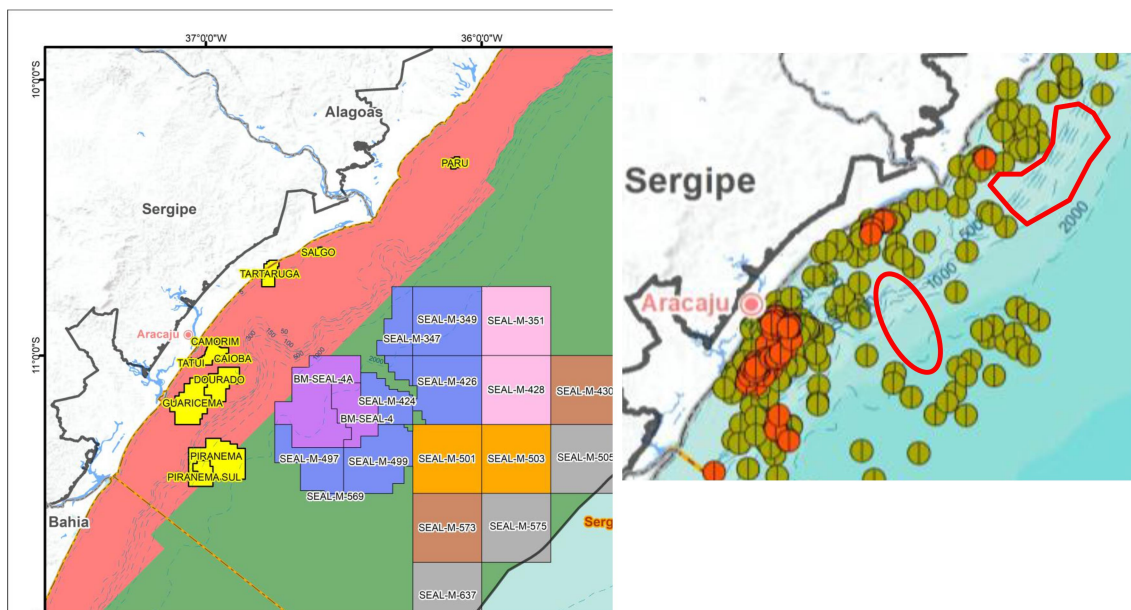 37°0'0"W
36°0'0"W
10°0'0"S
Alagoas
PARU
Sergipe
SALGO
TARTARUGA
SEAL-M-349
SEAL-M-351
Aracaju
CAMORIM
SEAL-M-347
11°0'0"S
TATUI
CAIOBA
DOURADO
BM-SEAL-4A
SEAL-M-426
SEAL-M-428
SEAL-M-430
GUARICEMA
SEAL-M-424
BM-SEAL-4
PIRANEMA
SEAL-M-497
SEAL-M-499
SEAL-M-501
SEAL-M-503
SEAL-M-505
PIRANEMA SUL
SEAL-M-569
Bahia
SEAL-M-573
SEAL-M-575
Serg
SEAL-M-637
2000
1000
Sergipe
500
2000
1000
Aracaju